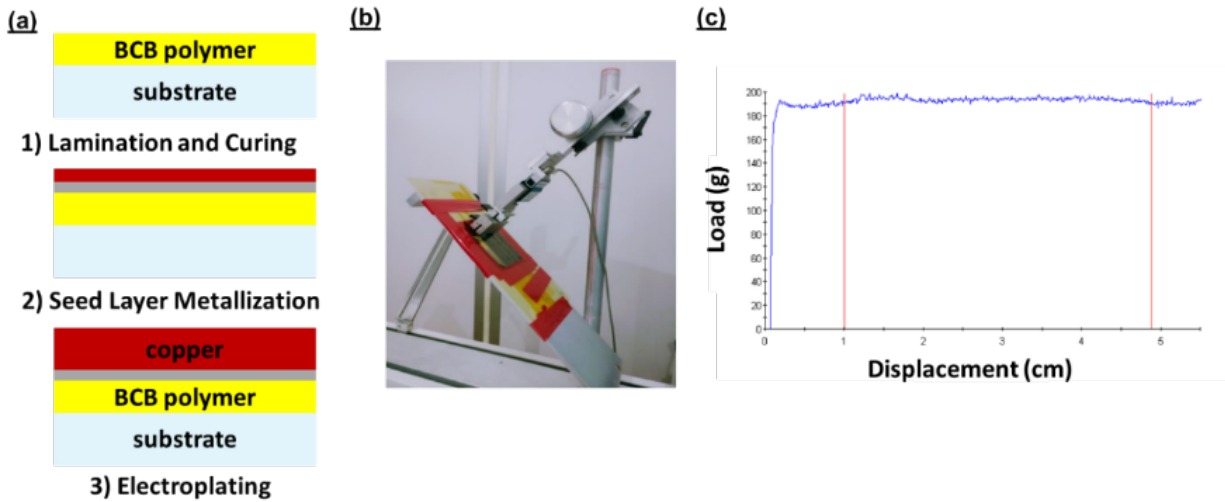 (a)
BCB polymer
substrate
1) Lamination and Curing
2) Seed Layer Metallization
copper
BCB polymer
substrate
3) Electroplating
(b)
(c)
Load (g)
200
180
160
140
120
100
80
60
40
20
0
0 1 2 3 4 5
Displacement (cm)